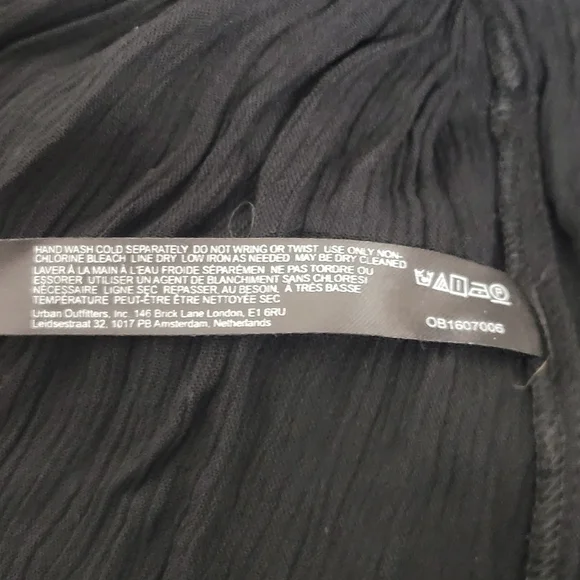 HAND WASH COLD SEPARATELY DO NOT WRING OR TWIST USE ONLY NON-
CHLORINE BLEACH LINE DRY LOW IRON AS NEEDED MAY BE DRY CLEANED
LAVER À LA MAIN À L'EAU FROIDE SÉPARÉMEN NE PAS TORDRE OU
ESSORER UTILISER UN AGENT DE BLANCHIMENT SANS CHLORE SI
NÉCESSAIRE LIGNE SEC REPASSER, AU BESOIN, À TRÈS BASSE
TEMPÉRATURE PEUT-ÊTRE ÊTRE NETTOYÉE SEC
Urban Outfitters, Inc. 146 Brick Lane London, E1 6RU
Leidsestraat 32, 1017 PB Amsterdam, Netherlands
OB1607006